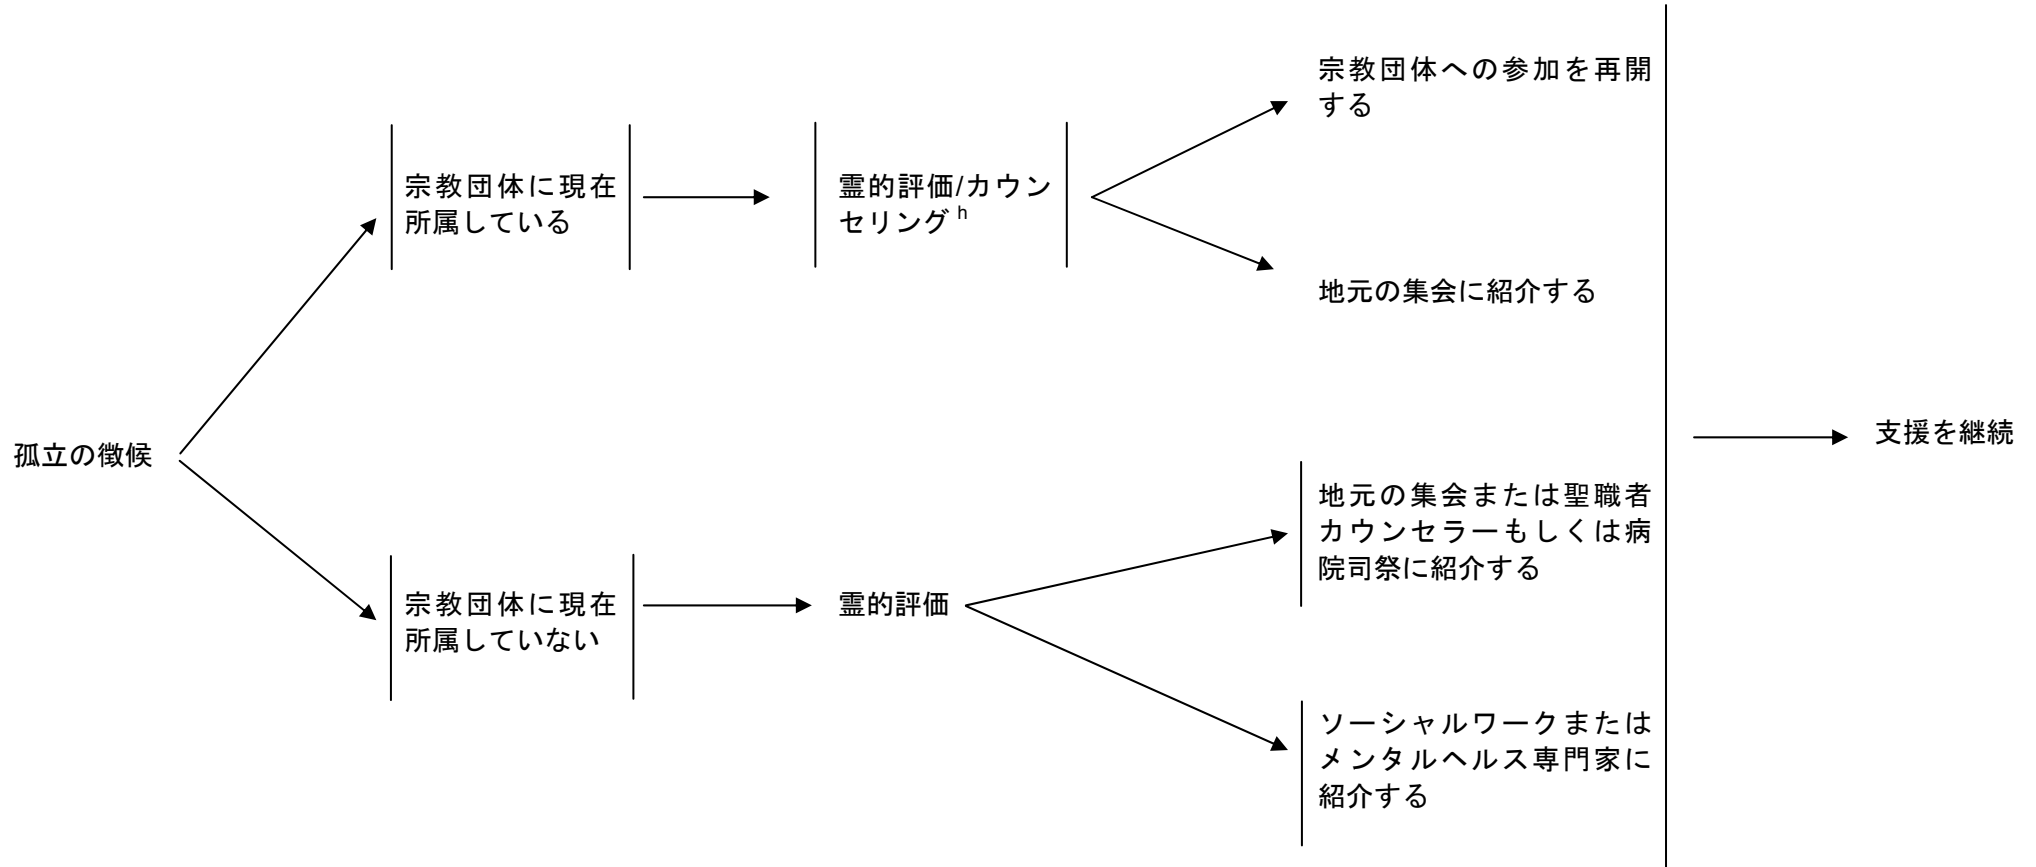 宗教団体への参加を再開
する
宗教団体に現在
所属している
霊的評価/カウン
セリング h
地元の集会に紹介する
孤立の徴候
支援を継続
地元の集会または聖職者
カウンセラーもしくは病
院司祭に紹介する
宗教団体に現在
所属していない
霊的評価
ソーシャルワークまたは
メンタルヘルス専門家に
紹介する